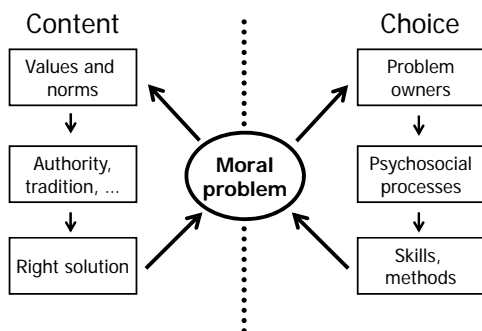 Content
Values and
norms
Authority,
tradition, ...
Right solution
Moral
problem
Choice
Problem
owners
Psychosocial
processes
Skills,
methods